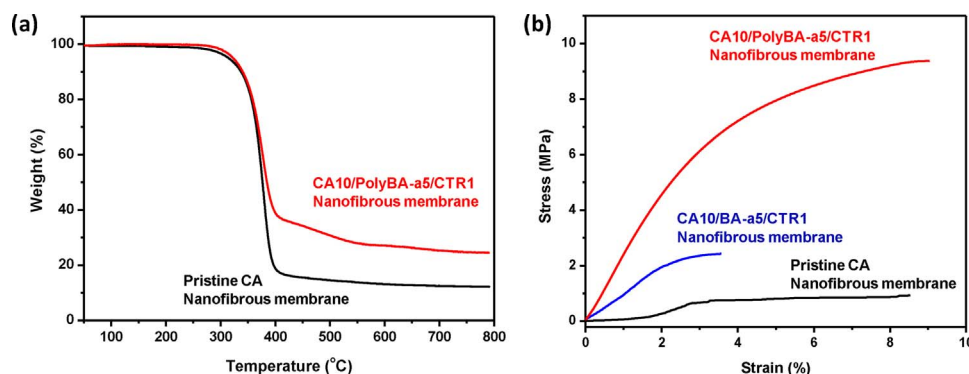 (a)
100
80
60
40
20
0
Weight (%)
100 200 300 400 500 600 700 800
Temperature (°C)
CA10/PolyBA-a5/CTR1
Nanofibrous membrane
Pristine CA
Nanofibrous membrane
(b)
10
8
6
4
2
0
Stress (MPa)
0 2 4 6 8 10
Strain (%)
CA10/PolyBA-a5/CTR1
Nanofibrous membrane
CA10/BA-a5/CTR1
Nanofibrous membrane
Pristine CA
Nanofibrous membrane